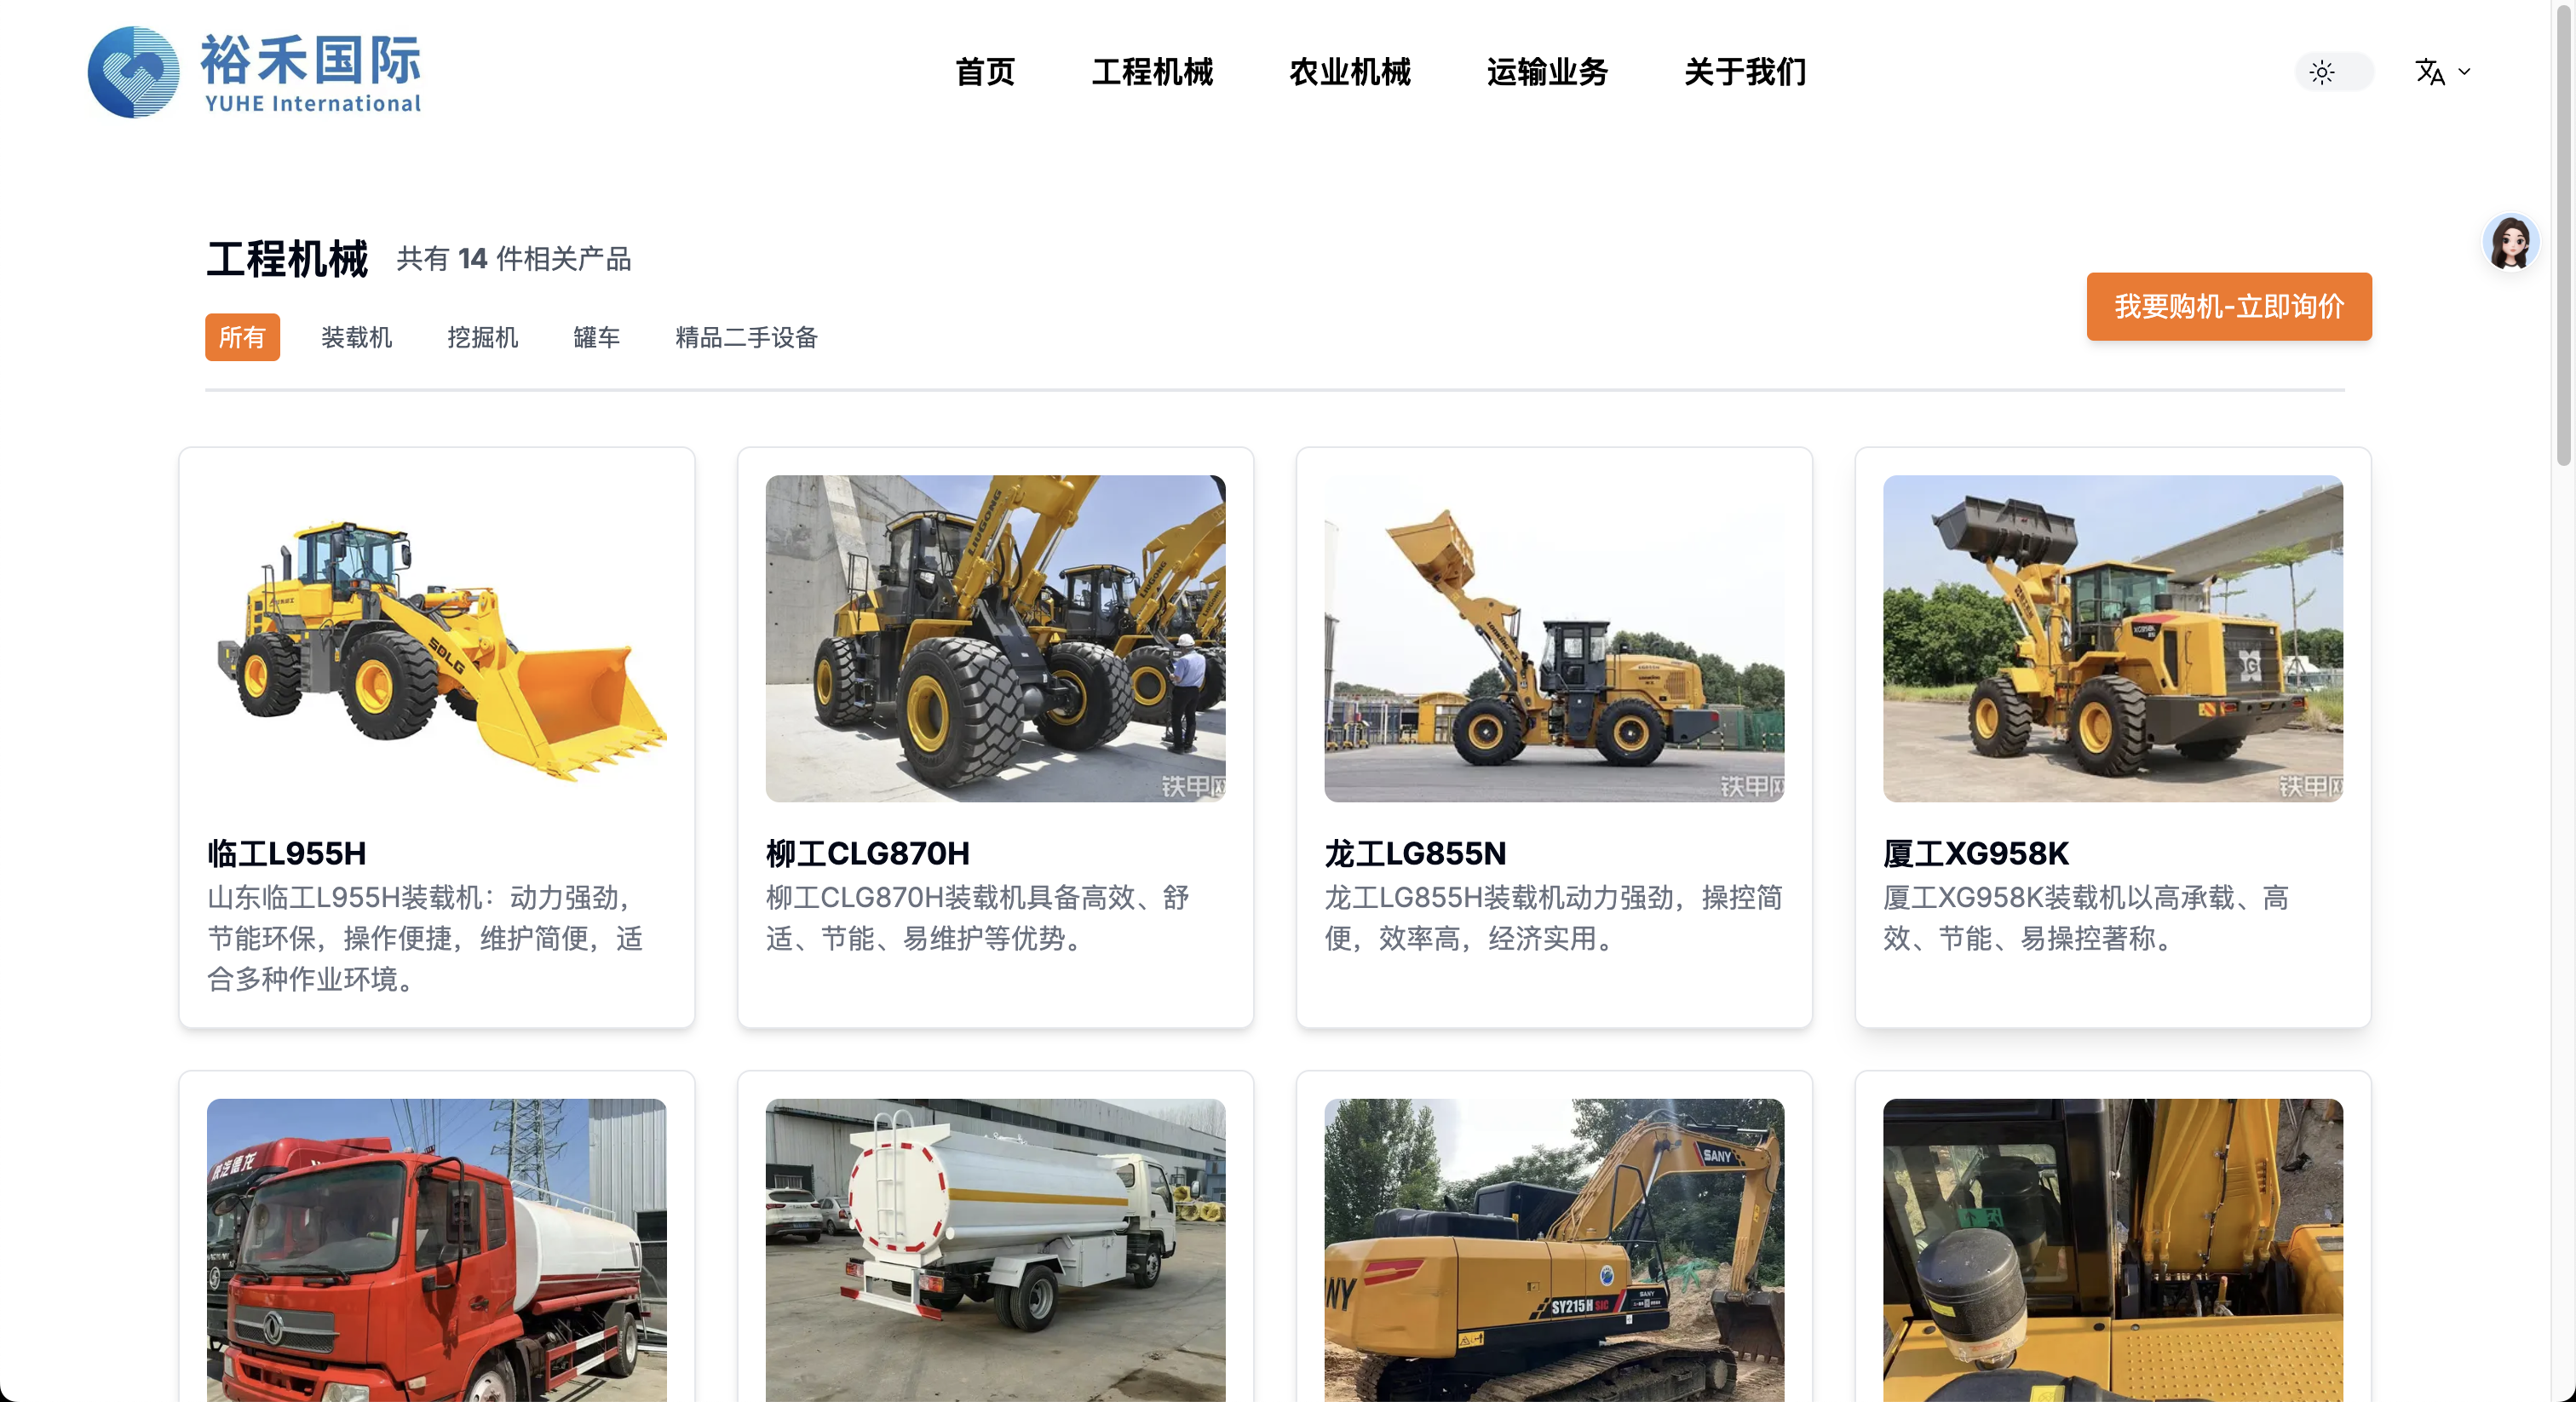 裕禾国际
YUHE International
首页
工程机械
农业机械
运输业务
关于我们
工程机械 共有 14 件相关产品
我要购机-立即询价
所有
装载机
挖掘机
罐车
精品二手设备
SDLG
LIUGONG
LIUGONG
铁甲网
铁甲网
铁甲网
临工L955H
山东临工L955H装载机：动力强劲，
节能环保，操作便捷，维护简便，适
合多种作业环境。
柳工CLG870H
柳工CLG870H装载机具备高效、舒
适、节能、易维护等优势。
龙工LG855N
龙工LG855H装载机动力强劲，操控简
便，效率高，经济实用。
厦工XG958K
厦工XG958K装载机以高承载、高
效、节能、易操控著称。
SANY
SY215H SIC
SANY